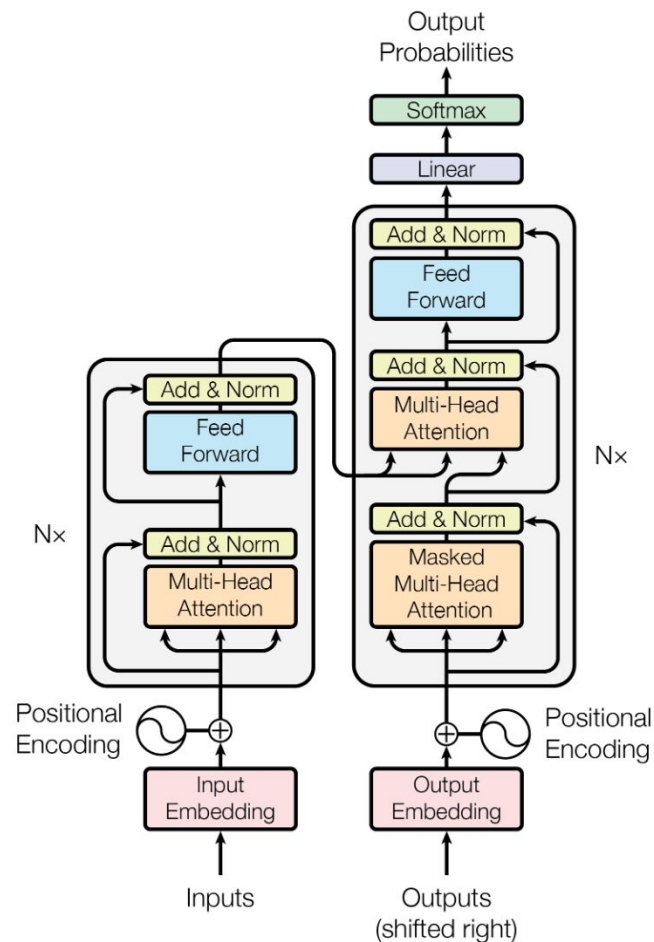 Output
Probabilities
Softmax
Linear
Add & Norm
Feed
Forward
Add & Norm
Multi-Head
Attention
Add & Norm
Masked
Multi-Head
Attention
N×
Add & Norm
Feed
Forward
Add & Norm
Multi-Head
Attention
N×
Positional
Encoding
Positional
Encoding
Input
Embedding
Output
Embedding
Inputs
Outputs
(shifted right)